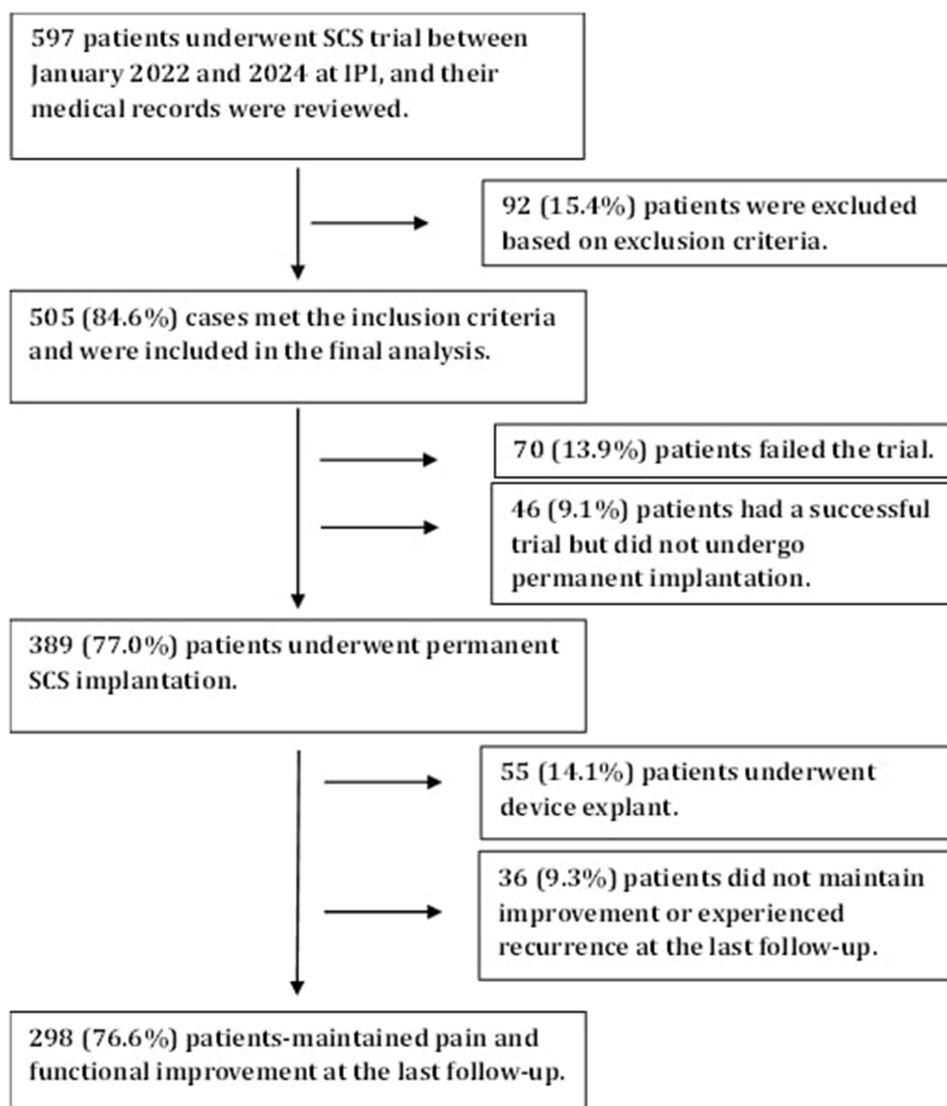 597 patients underwent SCS trial between
January 2022 and 2024 at IPI, and their
medical records were reviewed.
92 (15.4%) patients were excluded
based on exclusion criteria.
505 (84.6%) cases met the inclusion criteria
and were included in the final analysis.
70 (13.9%) patients failed the trial.
46 (9.1%) patients had a successful
trial but did not undergo
permanent implantation.
389 (77.0%) patients underwent permanent
SCS implantation.
55 (14.1%) patients underwent
device explant.
36 (9.3%) patients did not maintain
improvement or experienced
recurrence at the last follow-up.
298 (76.6%) patients-maintained pain and
functional improvement at the last follow-up.